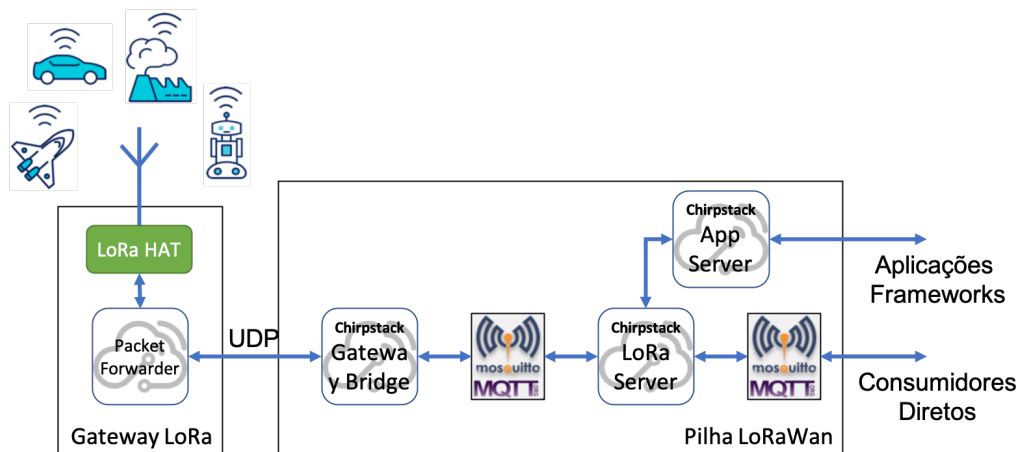 LoRa HAT
Packet
Forwarder
Gateway LoRa
UDP
Chirpstack
Gatewa
y Bridge
mosquitto
MQTT
Chirpstack
LoRa
Server
Chirpstack
App
Server
mosquitto
MQTT
Pilha LoRaWan
Aplicações
Frameworks
Consumidores
Diretos